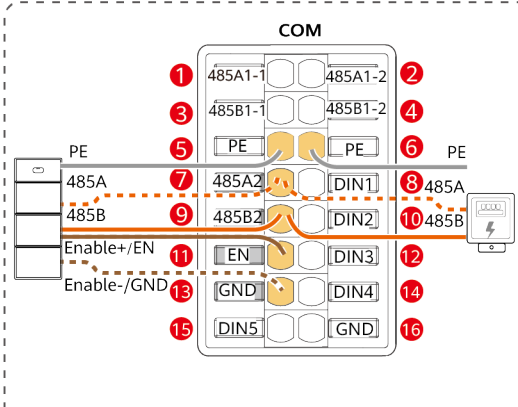 COM
1 485A1-1 485A1-2 2
3 485B1-1 485B1-2 4
PE 5 PE PE 6 PE
485A 7 485A2 DIN1 8 485A
485B 9 485B2 DIN2 10 485B
Enable+/EN 11 EN DIN3 12
Enable-/GND 13 GND DIN4 14
15 DIN5 GND 16